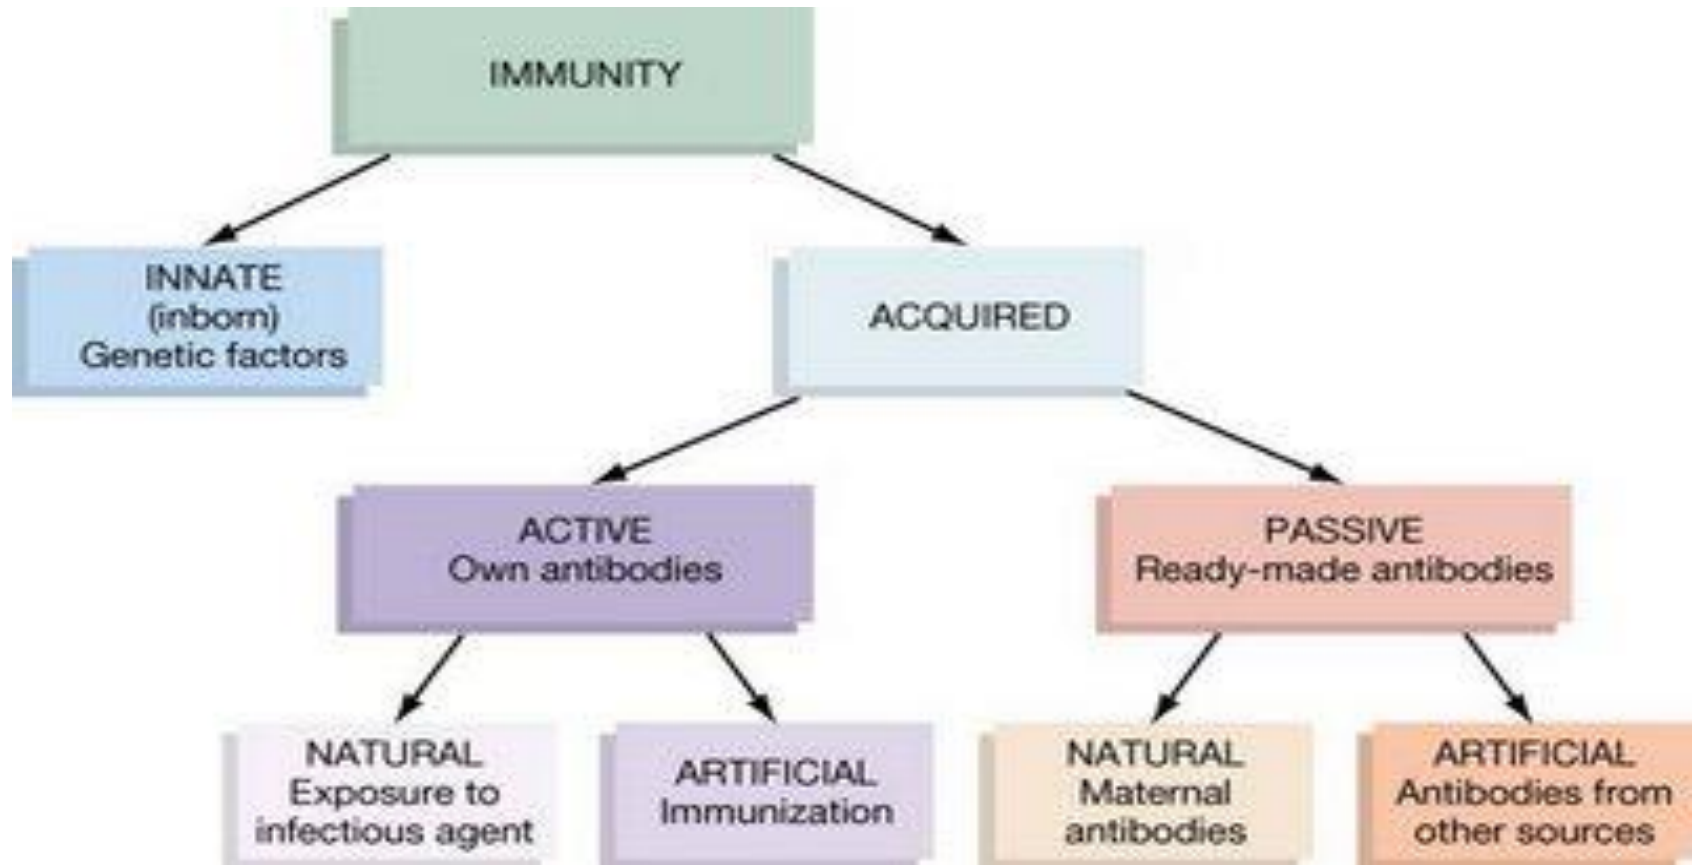 IMMUNITY
INNATE
(inborn)
Genetic factors
ACQUIRED
ACTIVE
Own antibodies
PASSIVE
Ready-made antibodies
NATURAL
Exposure to
infectious agent
ARTIFICIAL
Immunization
NATURAL
Maternal
antibodies
ARTIFICIAL
Antibodies from
other sources